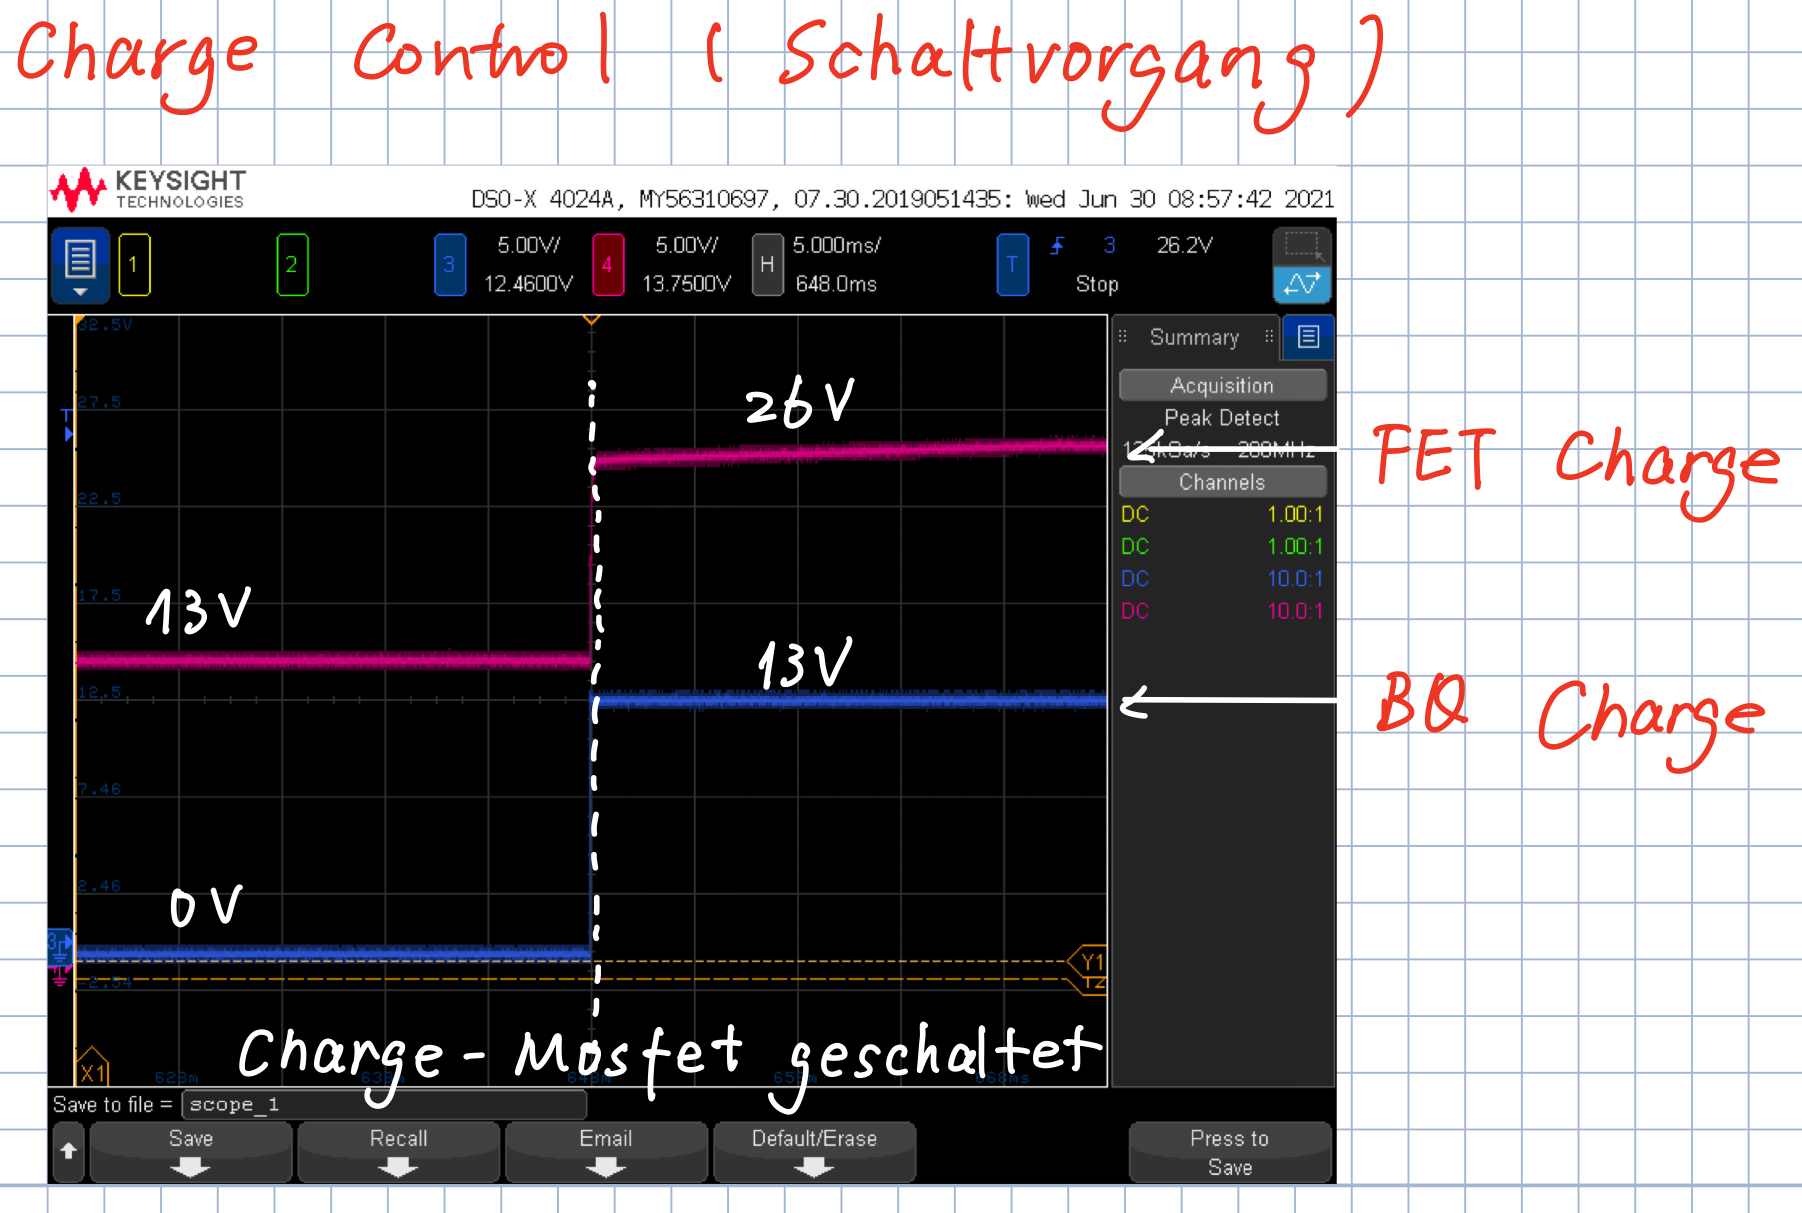 Charge Control (Schaltvorgang)
KEYSIGHT
TECHNOLOGIES
DSO-X 4024A, MY56310697, 07.30.2019051435: Wed Jun 30 08:57:42 2021
1 2 3 5.00V/ 4 5.00V/ H 5.000ms/ T 3 26.2V
12.4600V 13.7500V 648.0ms Stop
32.5V
Summary
Acquisition
27.5
26V
Peak Detect
T
FET Charge
Channels
22.5
DC 1.00:1
DC 1.00:1
DC 10.0:1
17.5
13V
DC 10.0:1
13V
12.5
BQ Charge
7.46
2.46
0V
3
Y1
-2.54
Charge - Mosfet geschaltet
X1
628m 638m 648m 658m 668ms
Save to file = scope_1
Save Recall Email Default/Erase Press to
Save